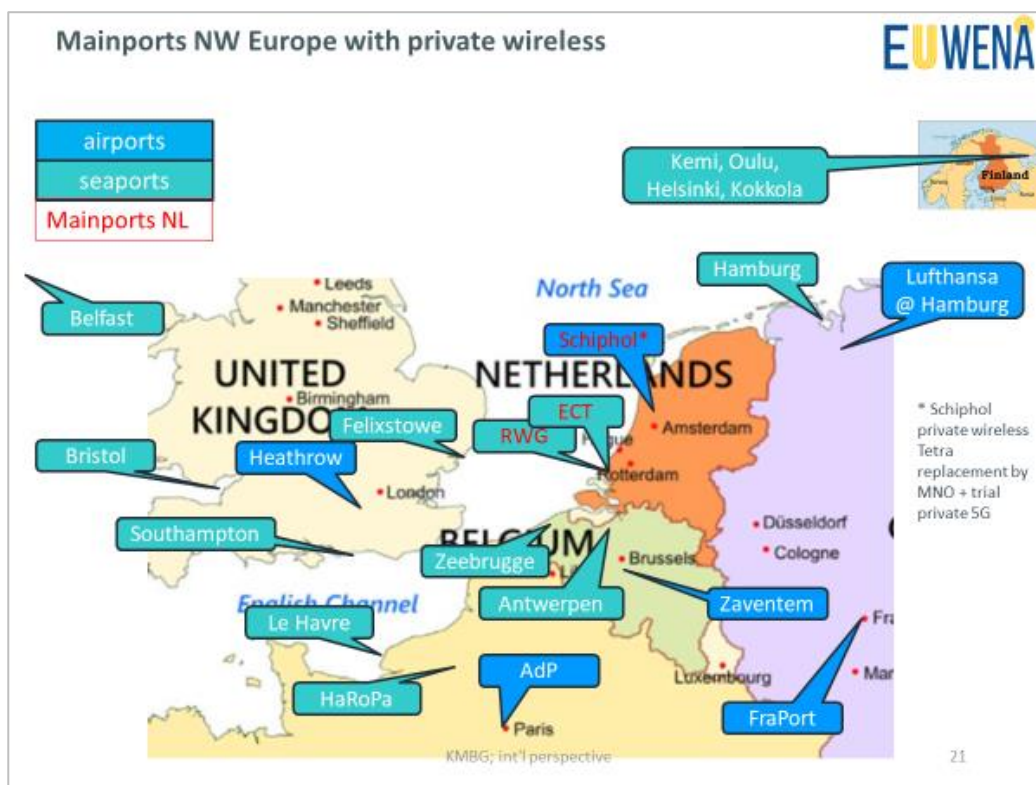 Mainports NW Europe with private wireless
EUWENA
airports
seaports
Mainports NL
Kemi, Oulu,
Helsinki, Kokkola
Finland
Hamburg
Lufthansa
@ Hamburg
North Sea
Belfast
Leeds
Manchester
Sheffield
Schiphol*
UNITED
KINGDO
NETHERLANDS
Birmingham
Felixstowe
ECT
RWG
Amsterdam
Rotterdam
Bristol
Heathrow
London
* Schiphol
private wireless
Tetra
replacement by
MNO + trial
private 5G
Southampton
Zeebrugge
BELGIUM
Brussels
Düsseldorf
Cologne
English Channel
Antwerpen
Zaventem
Le Havre
HaRoPa
AdP
Luxembourg
Fra
Mar
FraPort
Paris
KMBG; int'l perspective
21